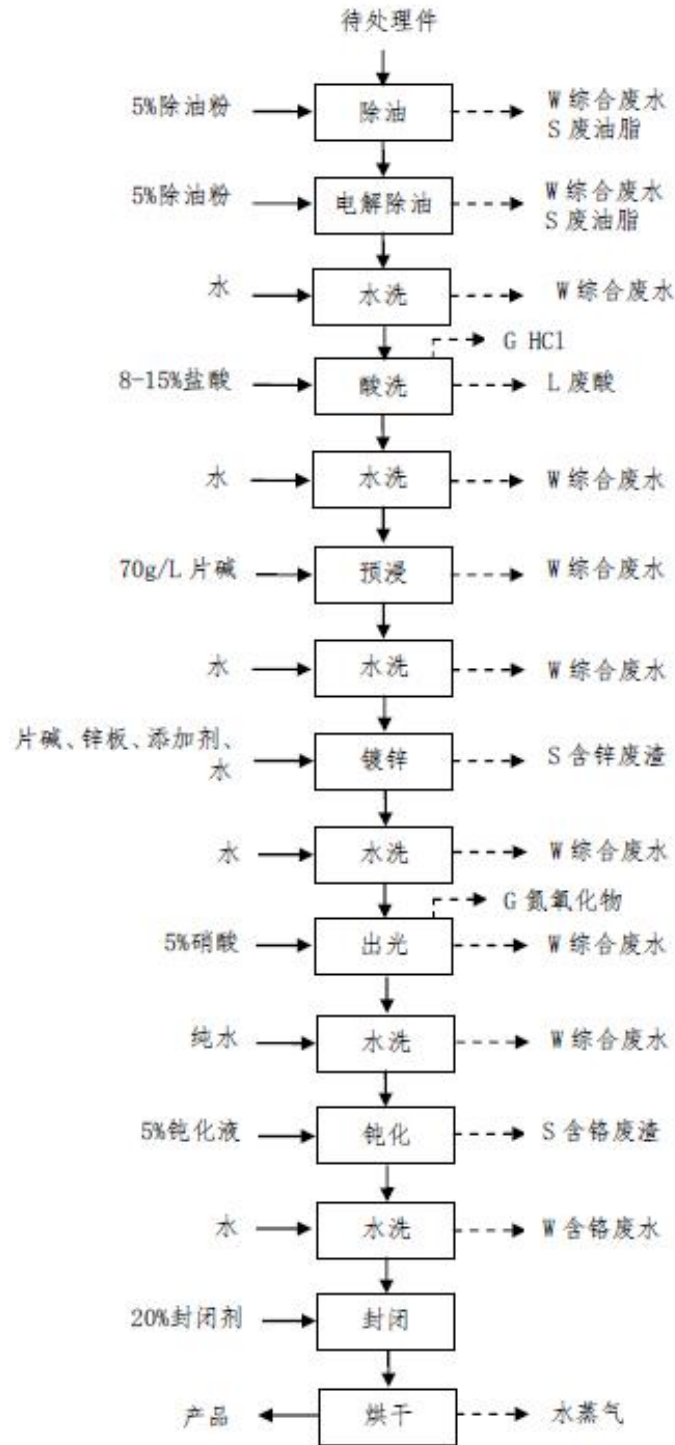 待处理件
5%除油粉
除油
W 综合废水
S 废油脂
5%除油粉
电解除油
W 综合废水
S 废油脂
水
水洗
W 综合废水
G HCl
8-15%盐酸
酸洗
L 废酸
水
水洗
W 综合废水
70g/L 片碱
预浸
W 综合废水
水
水洗
W 综合废水
片碱、锌板、添加剂、
水
镀锌
S 含锌废渣
水
水洗
W 综合废水
G 氮氧化物
5%硝酸
出光
W 综合废水
纯水
水洗
W 综合废水
5%钝化液
钝化
S 含铬废渣
水
水洗
W 含铬废水
20%封闭剂
封闭
产品
烘干
水蒸气